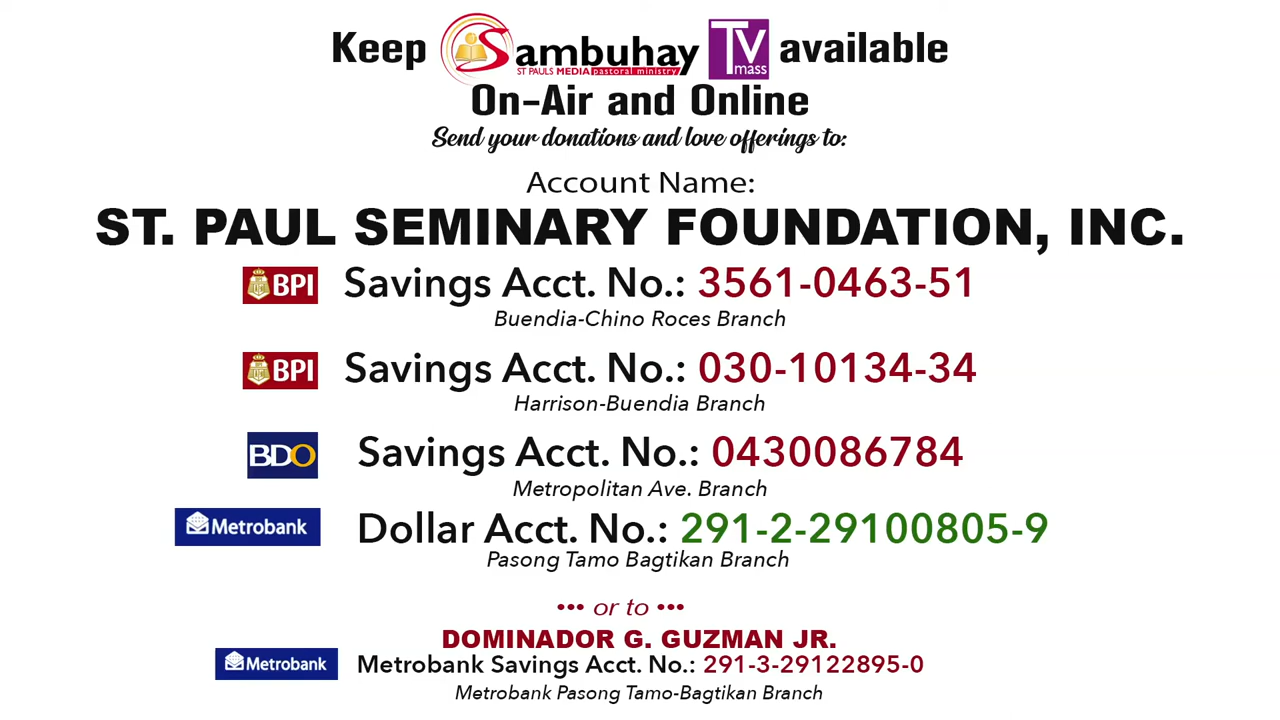 Keep Sambuhay TV mass available
ST PAULS MEDIA pastoral ministry
On-Air and Online
Send your donations and love offerings to:
Account Name:
ST. PAUL SEMINARY FOUNDATION, INC.
BPI Savings Acct. No.: 3561-0463-51
Buendia-Chino Roces Branch
BPI Savings Acct. No.: 030-10134-34
Harrison-Buendia Branch
BDO Savings Acct. No.: 0430086784
Metropolitan Ave. Branch
Metrobank Dollar Acct. No.: 291-2-29100805-9
Pasong Tamo Bagtikan Branch
••• or to •••
DOMINADOR G. GUZMAN JR.
Metrobank Metrobank Savings Acct. No.: 291-3-29122895-0
Metrobank Pasong Tamo-Bagtikan Branch